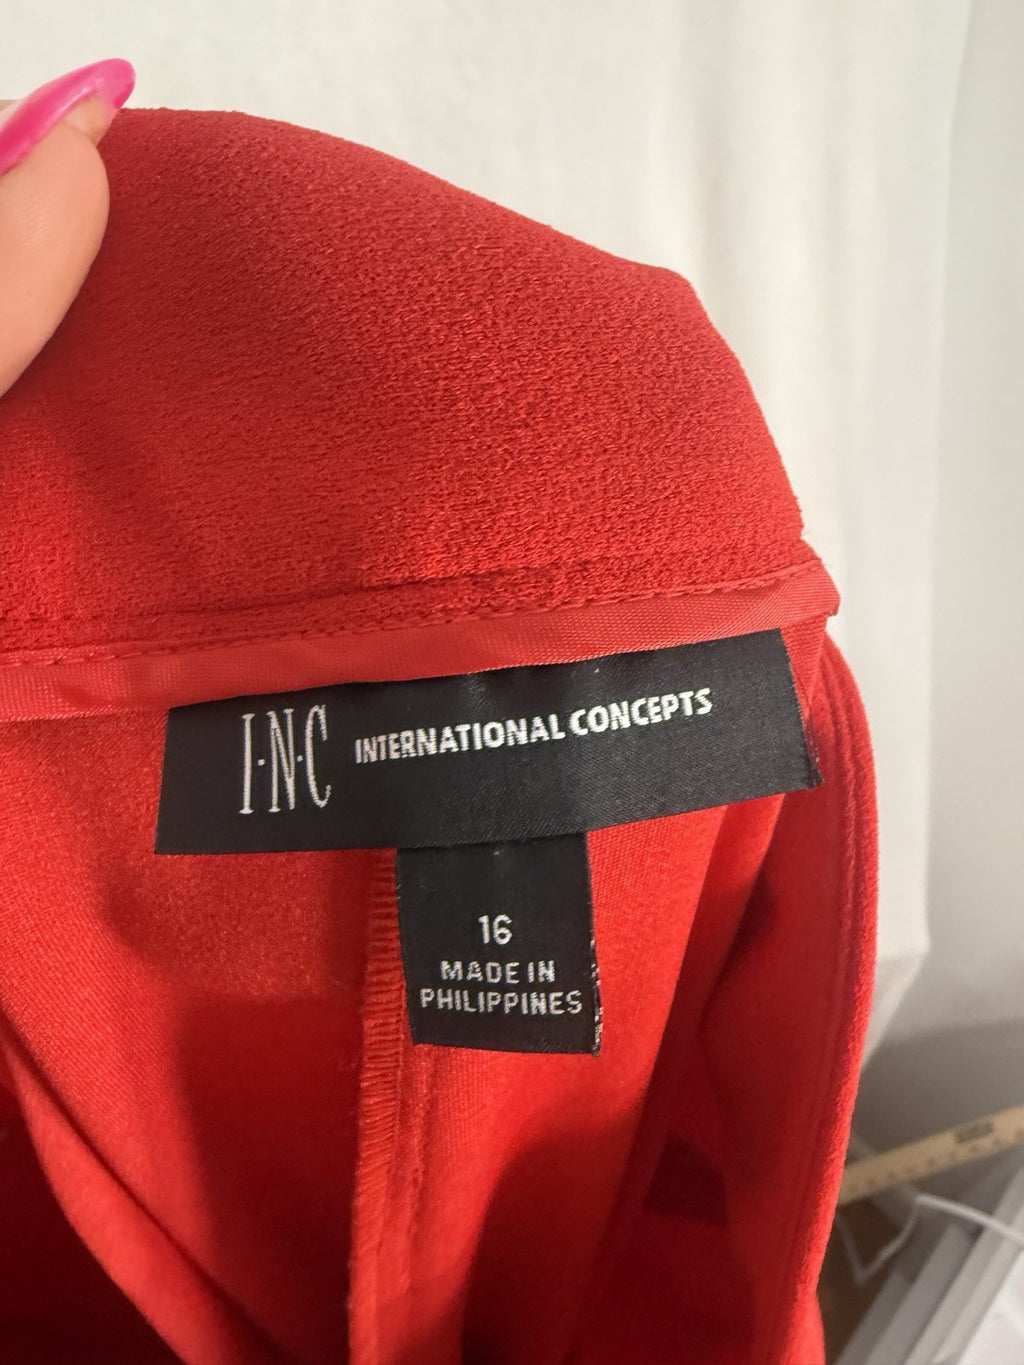 I·N·C INTERNATIONAL CONCEPTS
16
MADE IN
PHILIPPINES